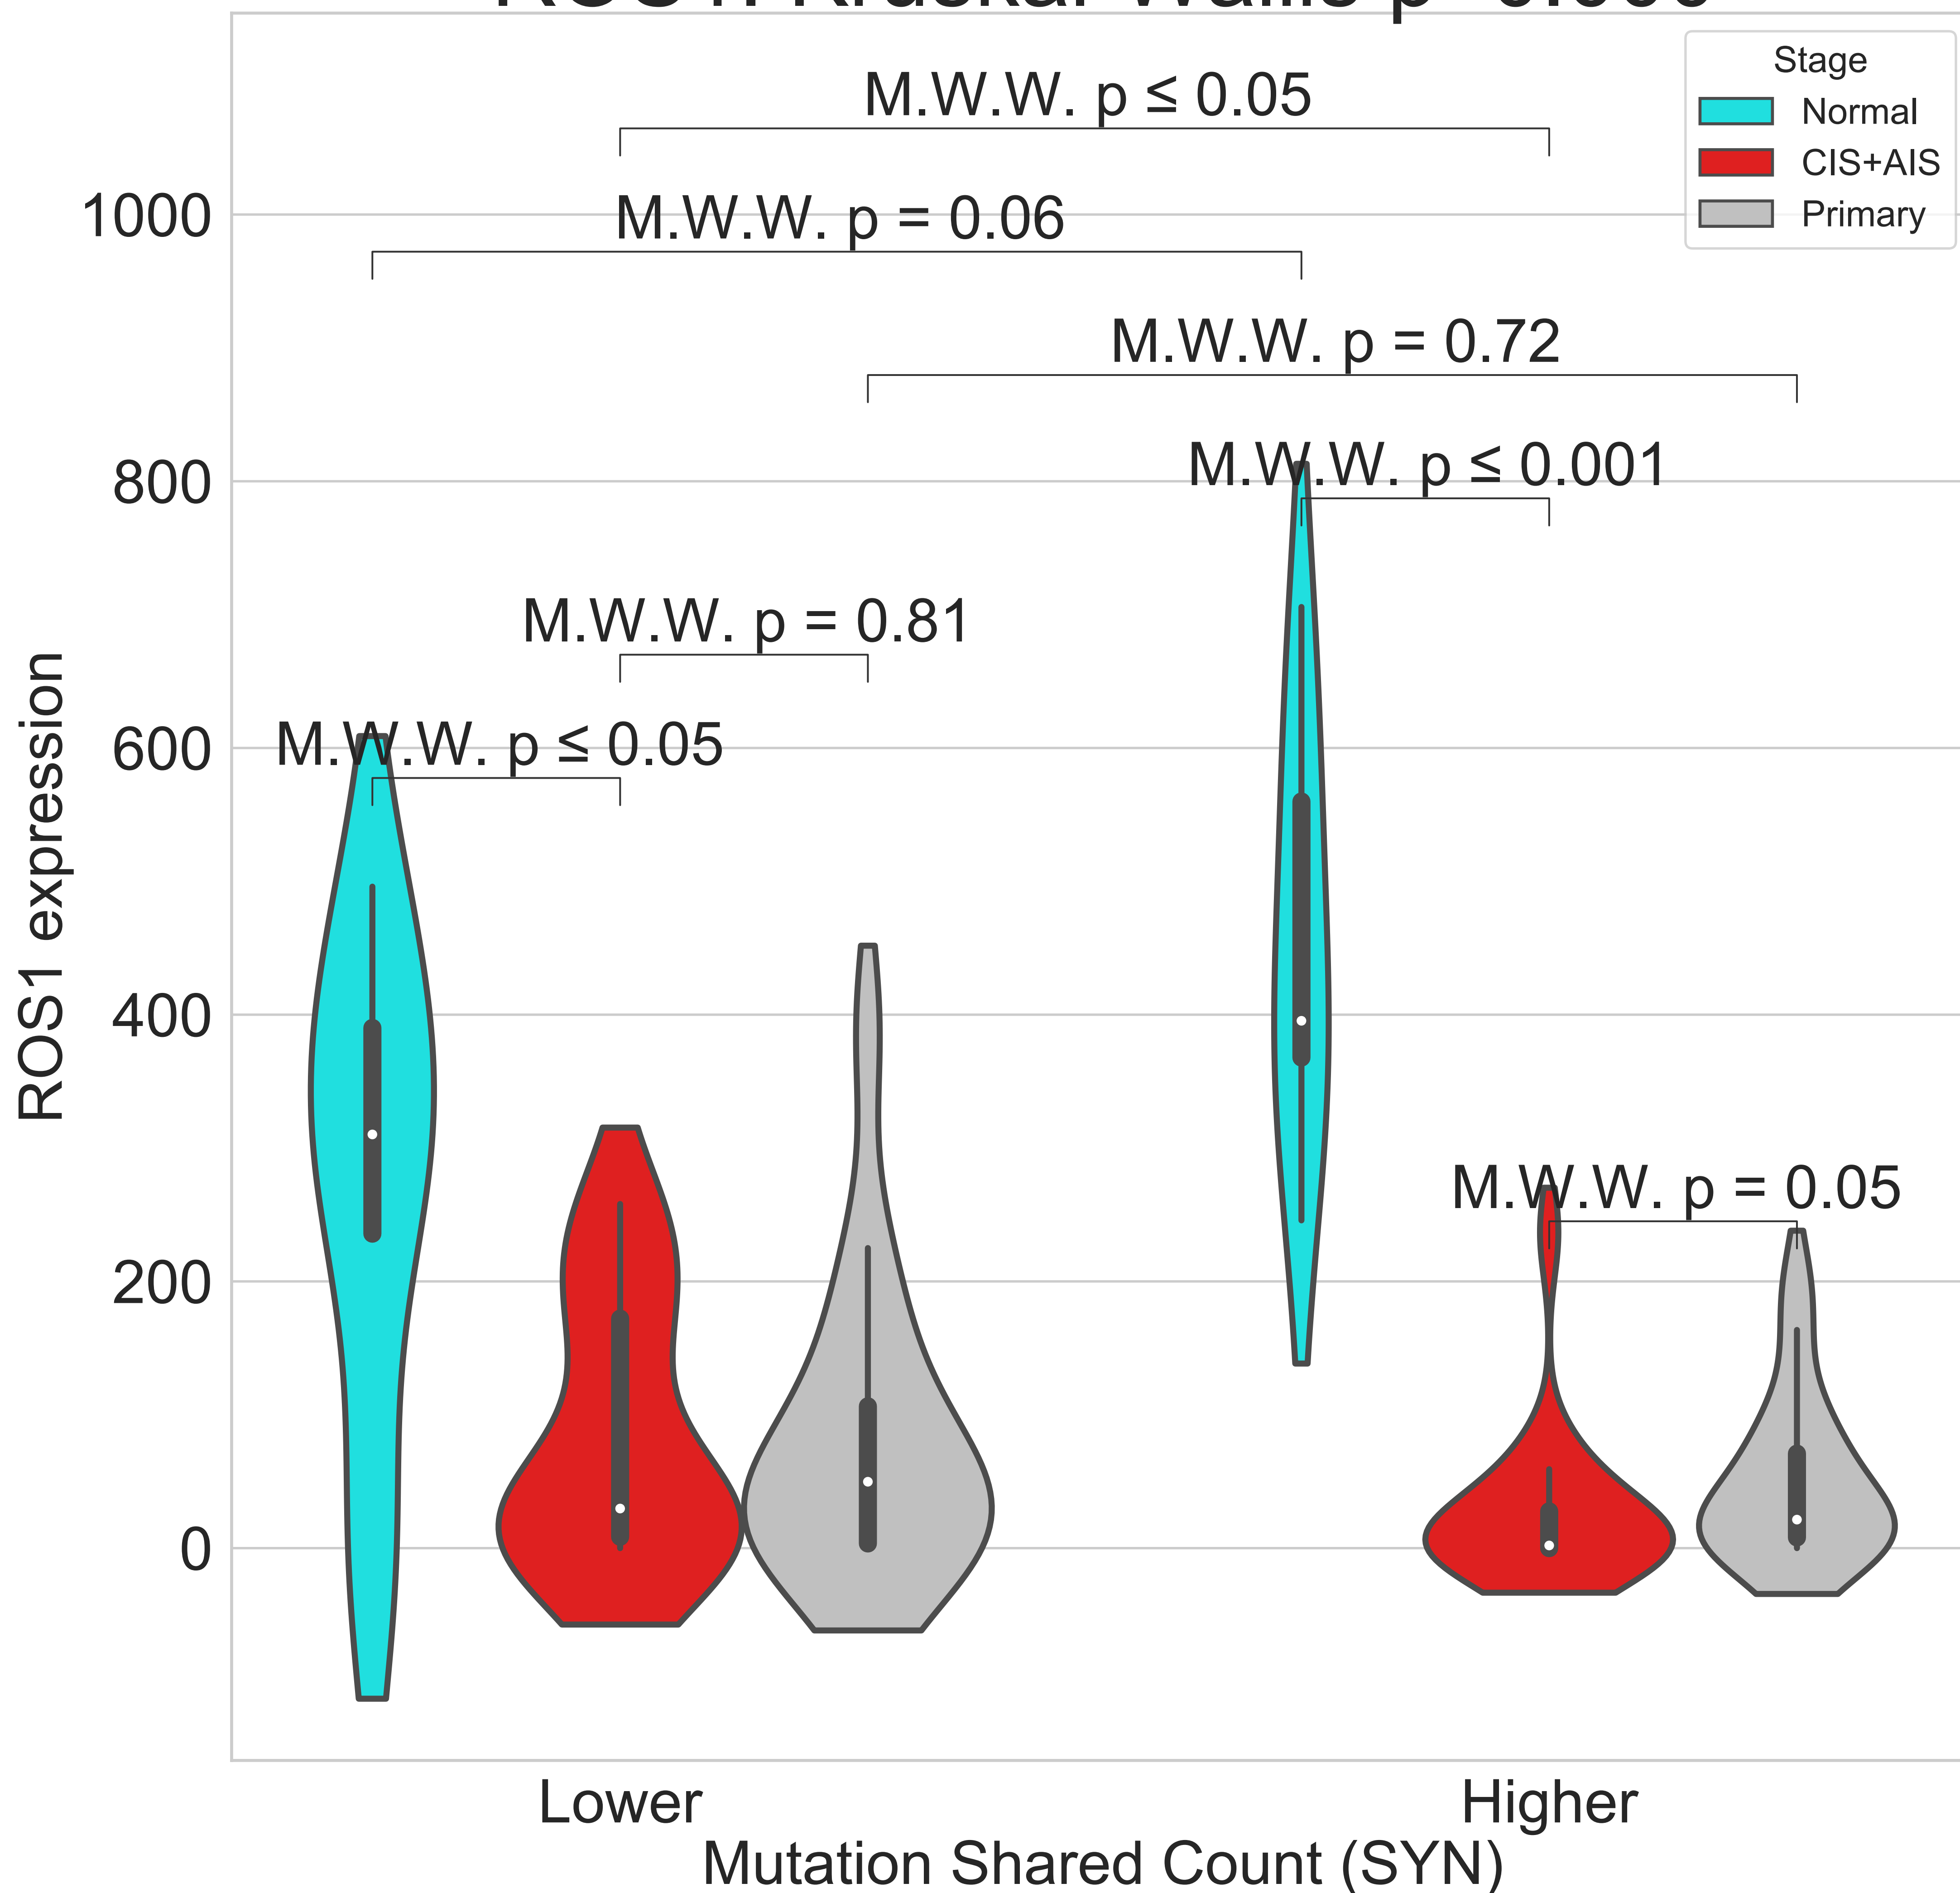 M.W.W. p ≤ 0.05
M.W.W. p = 0.06
M.W.W. p = 0.72
M.W.W. p ≤ 0.001
M.W.W. p = 0.81
M.W.W. p ≤ 0.05
M.W.W. p = 0.05
Stage
Normal
CIS+AIS
Primary
1000
800
600
400
200
0
ROS1 expression
Lower
Higher
Mutation Shared Count (SYN)